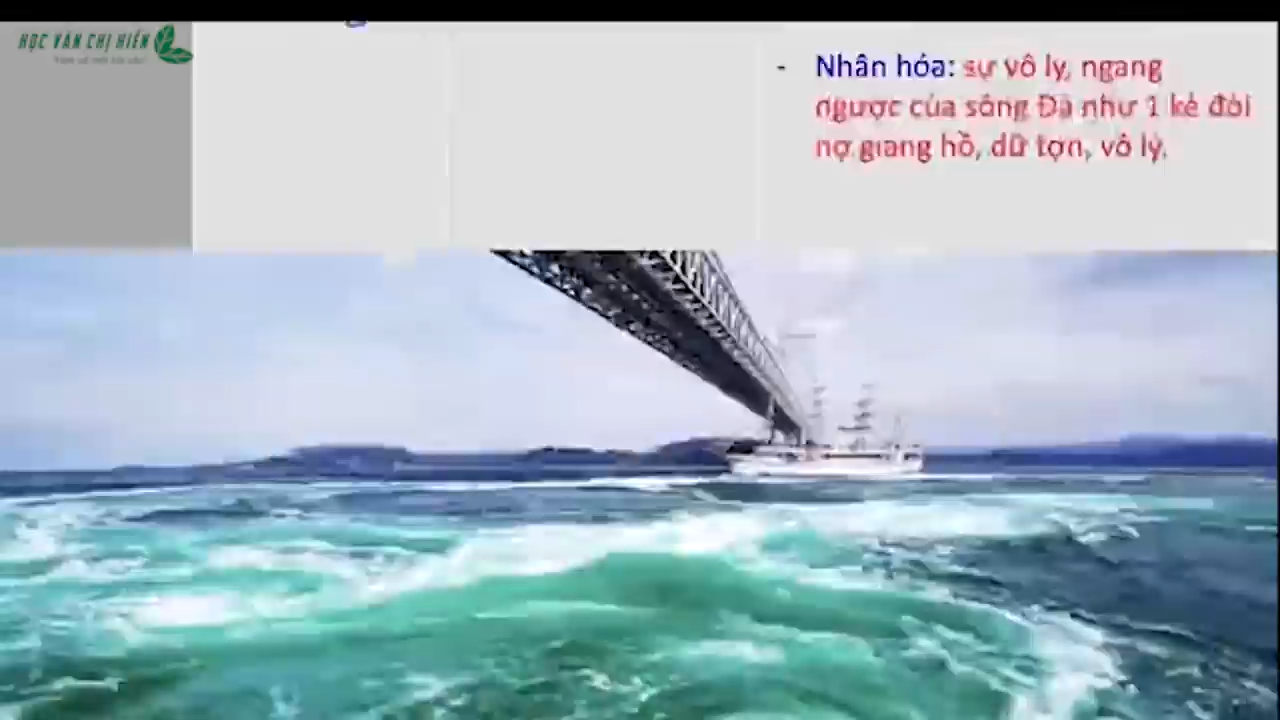 HỌC VĂN CHỊ HIÊN
- Nhân hóa: sự vô lý, ngang
ngược của sông Đà như 1 kẻ đòi
nợ giang hồ, dữ tợn, vô lý.